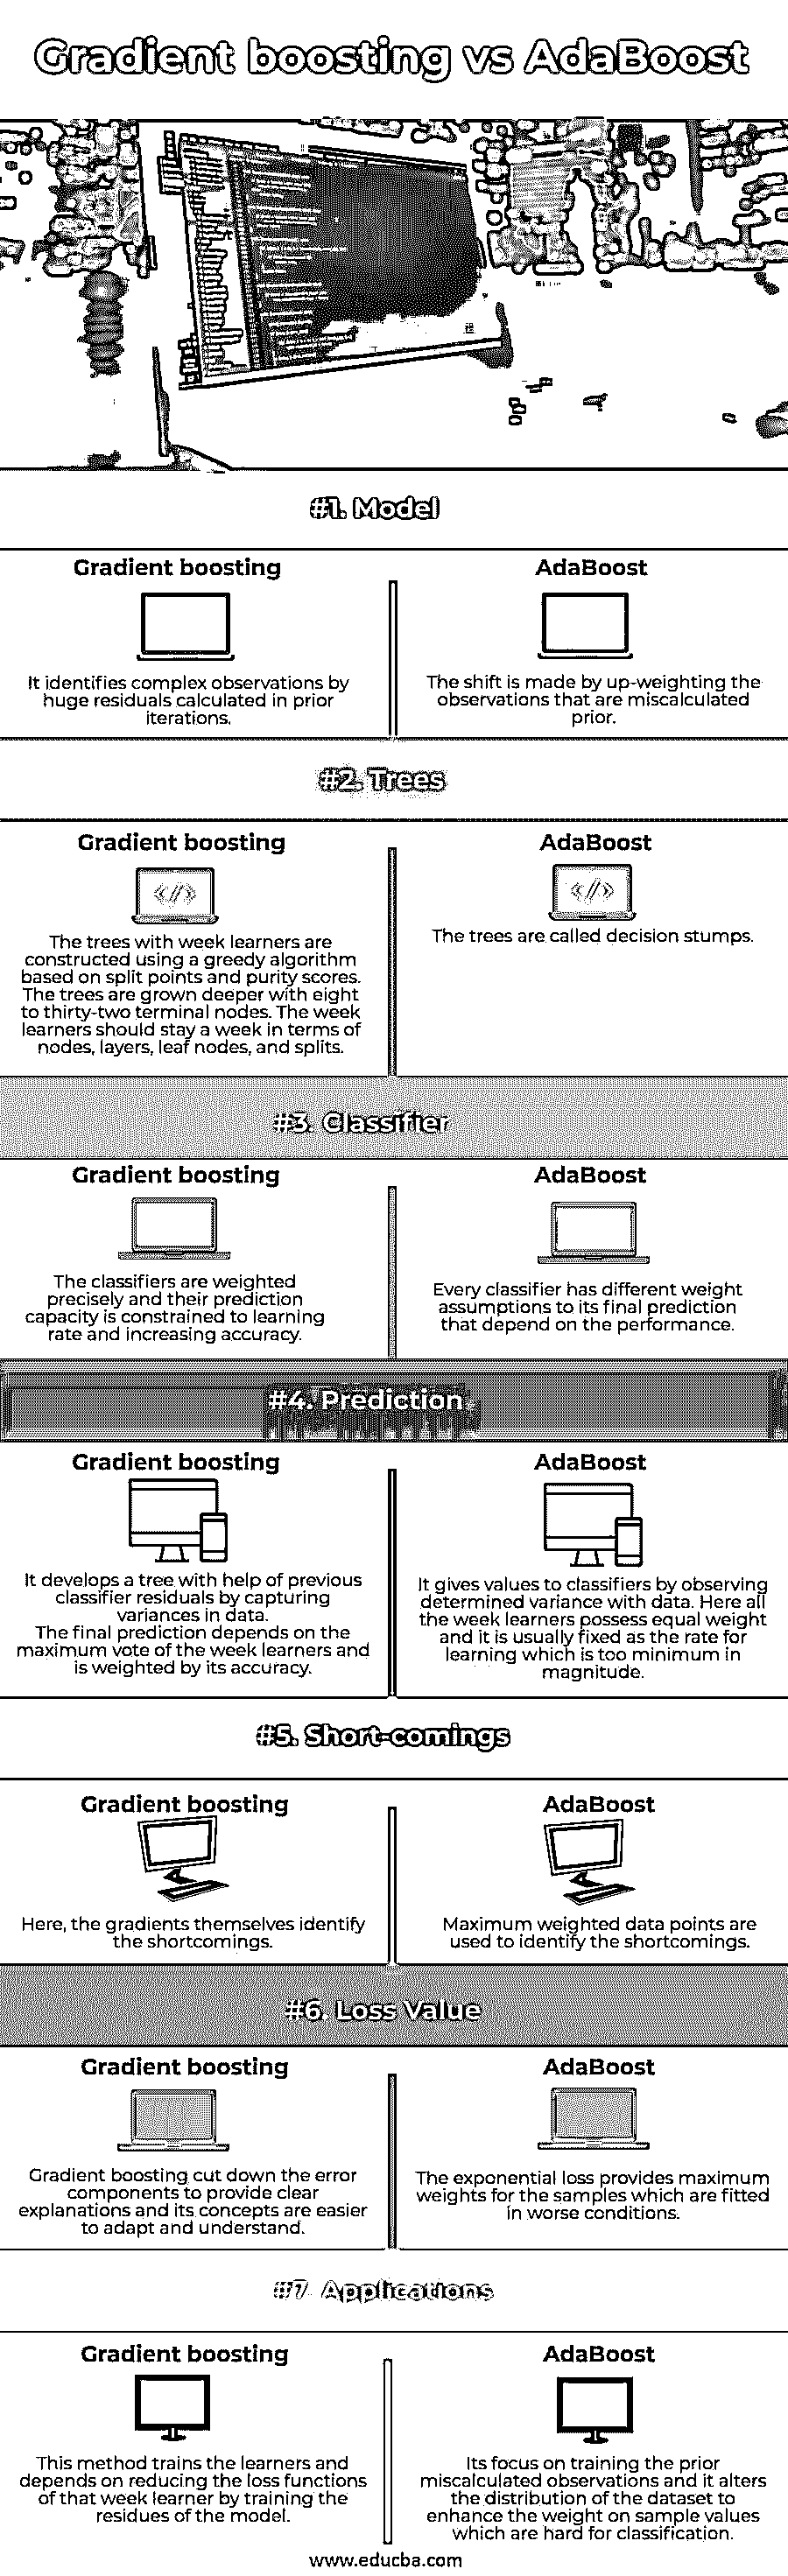 Gradient boosting vs AdaBoost
#1. Model
Gradient boosting
It identifies complex observations by
huge residuals calculated in prior
iterations.
AdaBoost
The shift is made by up-weighting the
observations that are miscalculated
prior.
#2. Trees
Gradient boosting
The trees with week learners are
constructed using a greedy algorithm
based on split points and purity scores.
The trees are grown deeper with eight
to thirty-two terminal nodes. The week
learners should stay a week in terms of
nodes, layers, leaf nodes, and splits.
AdaBoost
The trees are called decision stumps.
#3. Classifier
Gradient boosting
The classifiers are weighted
precisely and their prediction
capacity is constrained to learning
rate and increasing accuracy.
AdaBoost
Every classifier has different weight
assumptions to its final prediction
that depend on the performance.
#4. Prediction
Gradient boosting
It develops a tree with help of previous
classifier residuals by capturing
variances in data.
The final prediction depends on the
maximum vote of the week learners and
is weighted by its accuracy.
AdaBoost
It gives values to classifiers by observing
determined variance with data. Here all
the week learners possess equal weight
and it is usually fixed as the rate for
learning which is too minimum in
magnitude.
#5. Short-comings
Gradient boosting
Here, the gradients themselves identify
the shortcomings.
AdaBoost
Maximum weighted data points are
used to identify the shortcomings.
#6. Loss Value
Gradient boosting
Gradient boosting cut down the error
components to provide clear
explanations and its concepts are easier
to adapt and understand.
AdaBoost
The exponential loss provides maximum
weights for the samples which are fitted
in worse conditions.
#7 Applications
Gradient boosting
This method trains the learners and
depends on reducing the loss functions
of that week learner by training the
residues of the model.
AdaBoost
Its focus on training the prior
miscalculated observations and it alters
the distribution of the dataset to
enhance the weight on sample values
which are hard for classification.
www.educba.com